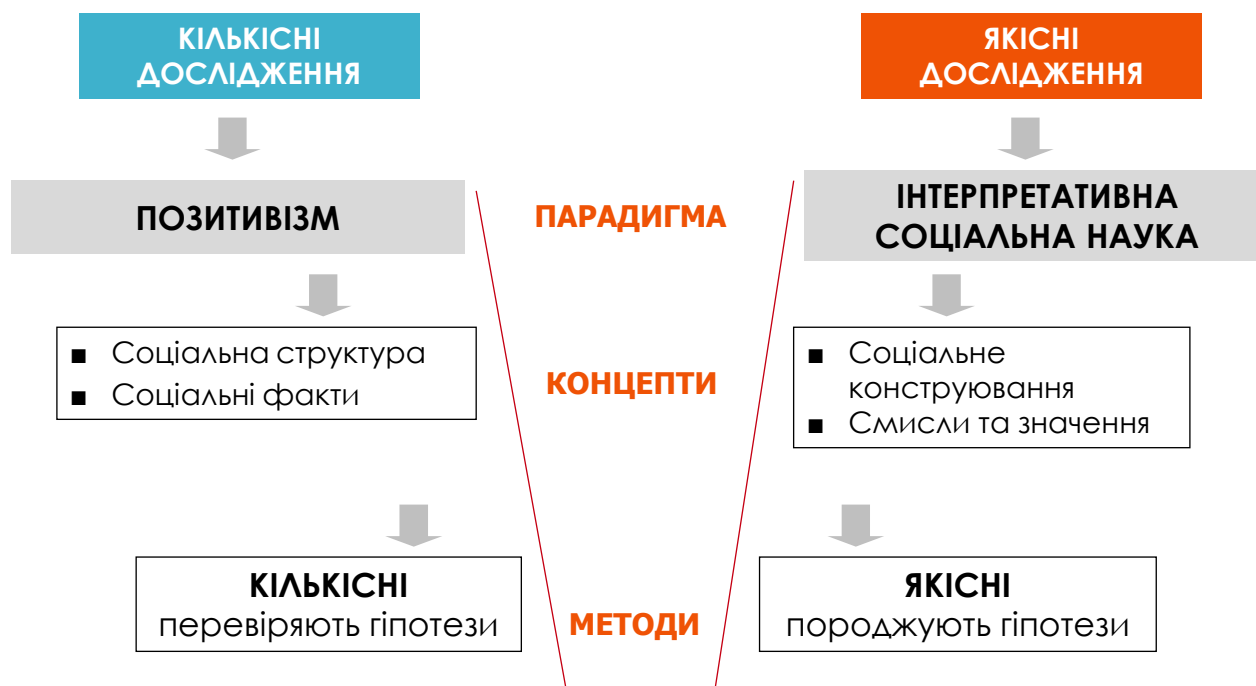 КІЛЬКІСНІ
ДОСЛІДЖЕННЯ
ЯКІСНІ
ДОСЛІДЖЕННЯ
ПОЗИТИВІЗМ
ПАРАДИГМА
ІНТЕРПРЕТАТИВНА
СОЦІАЛЬНА НАУКА
■ Соціальна структура
■ Соціальні факти
КОНЦЕПТИ
■ Соціальне
конструювання
■ Смисли та значення
КІЛЬКІСНІ
перевіряють гіпотези
МЕТОДИ
ЯКІСНІ
породжують гіпотези